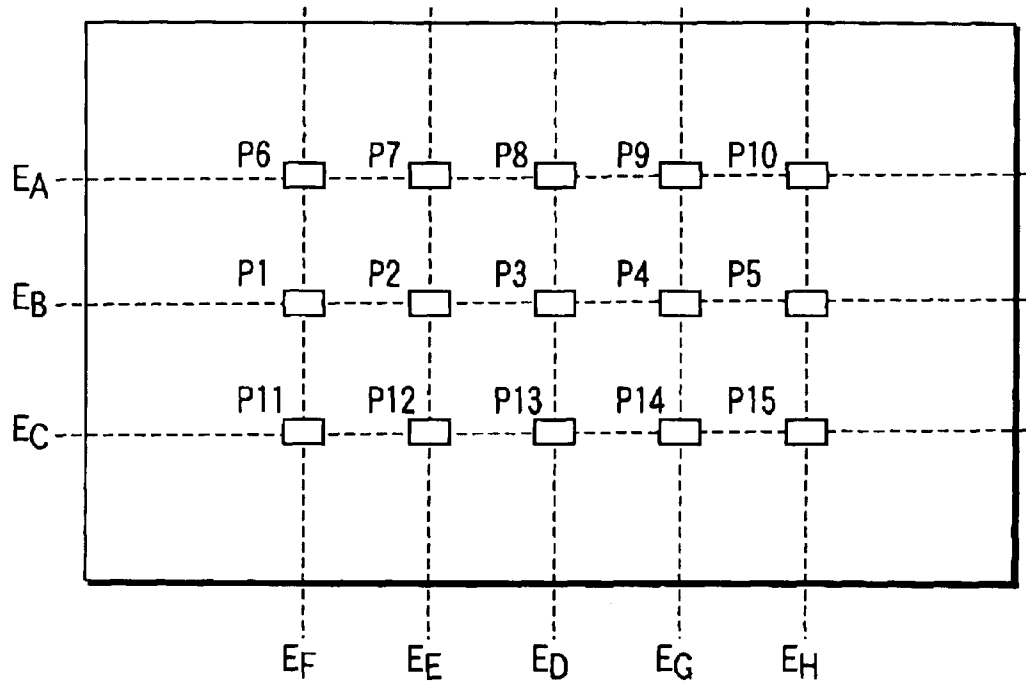 P6 P7 P8 P9 P10
EA
P1 P2 P3 P4 P5
EB
P11 P12 P13 P14 P15
EC
EF EE ED EG EH